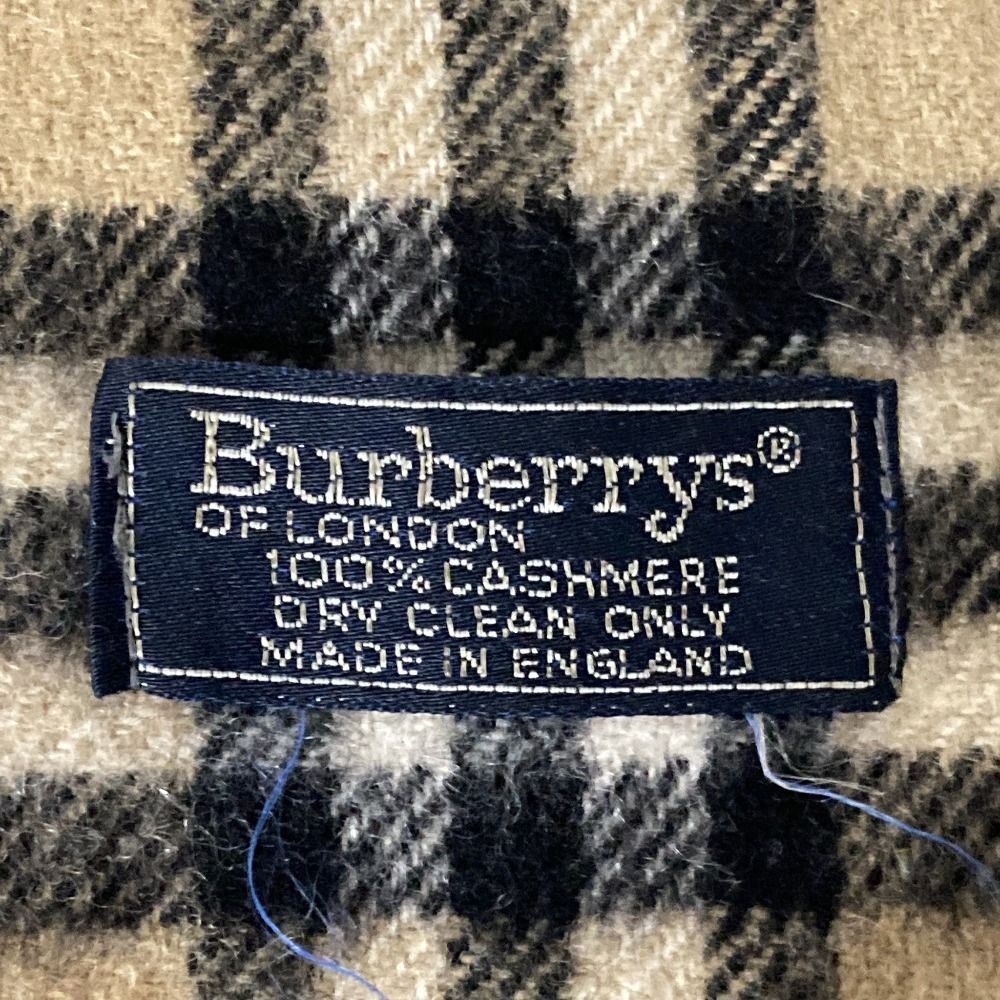 Burberrys®
OF LONDON
100% CASHMERE
DRY CLEAN ONLY
MADE IN ENGLAND